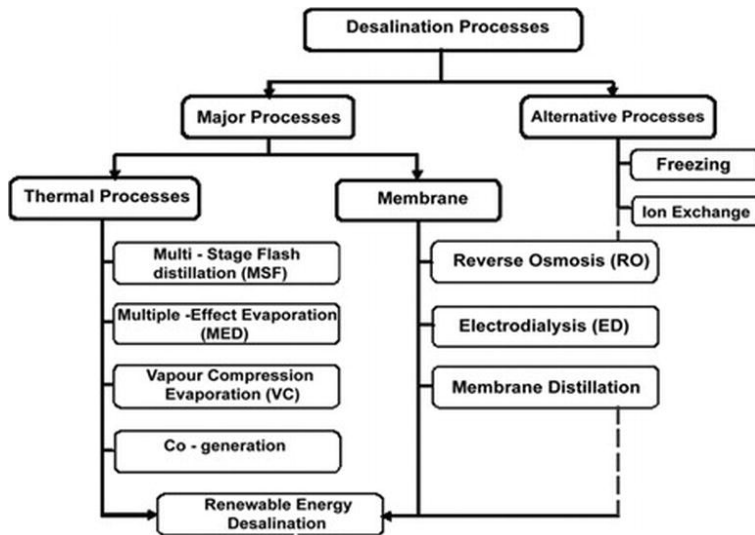 Desalination Processes
Major Processes
Alternative Processes
Freezing
Ion Exchange
Thermal Processes
Membrane
Multi - Stage Flash
distillation (MSF)
Multiple -Effect Evaporation
(MED)
Vapour Compression
Evaporation (VC)
Co - generation
Reverse Osmosis (RO)
Electrodialysis (ED)
Membrane Distillation
Renewable Energy
Desalination